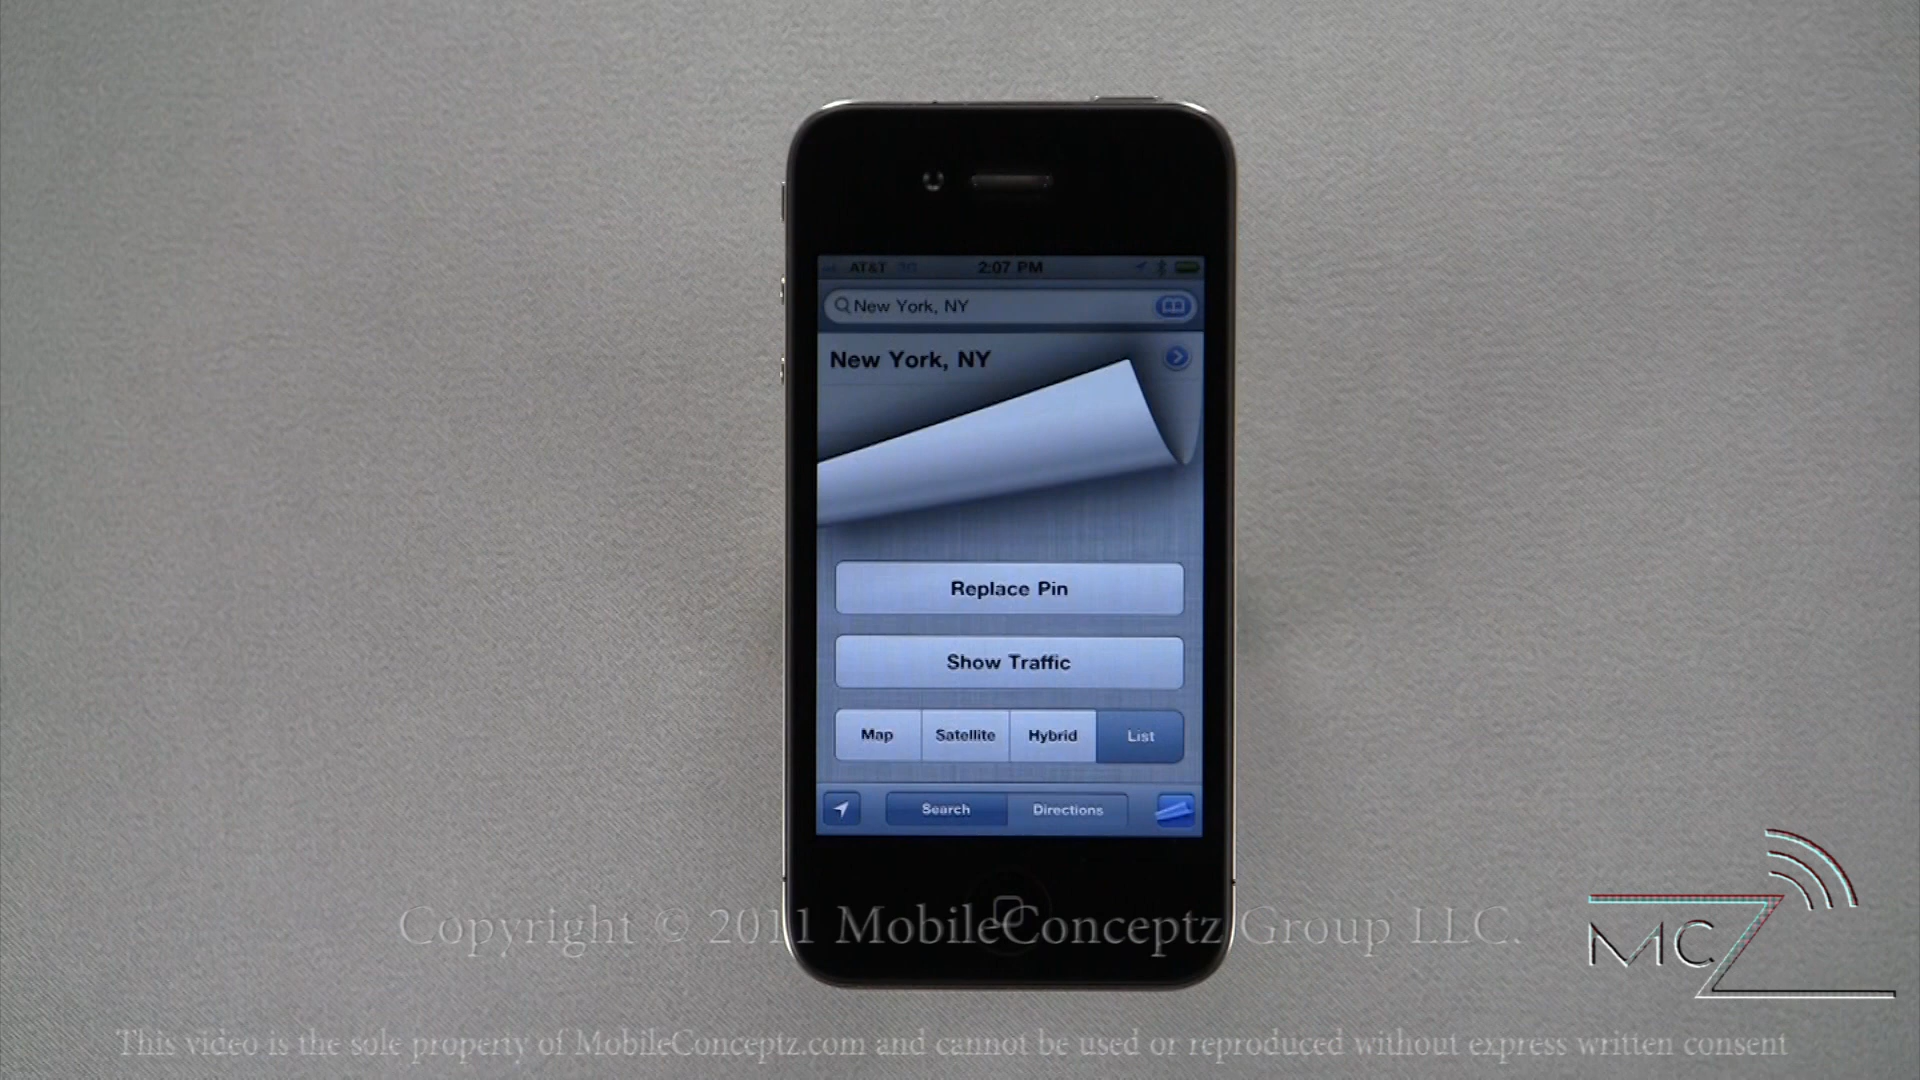 AT&T 3G 2:07 PM
New York, NY
New York, NY
Replace Pin
Show Traffic
Map Satellite Hybrid List
Search Directions
Copyright © 2011 MobileConceptz Group LLC.
MCZ
This video is the sole property of MobileConceptz.com and cannot be used or reproduced without express written consent